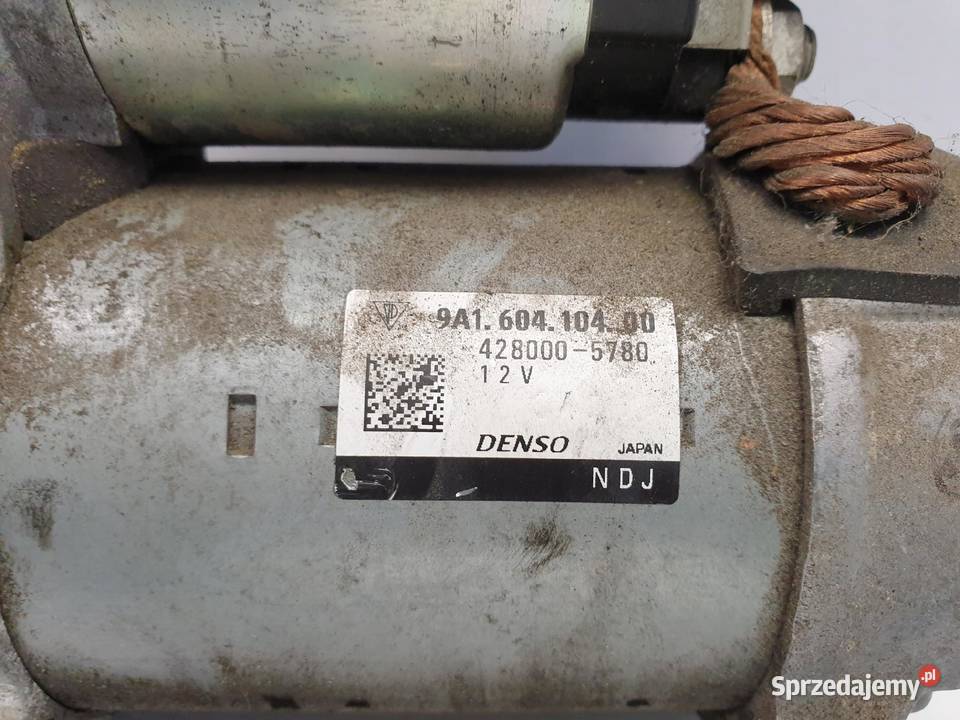 9A1.604.104.00
428000-5780
12V
DENSO JAPAN
NDJ
Sprzedajemy.pl